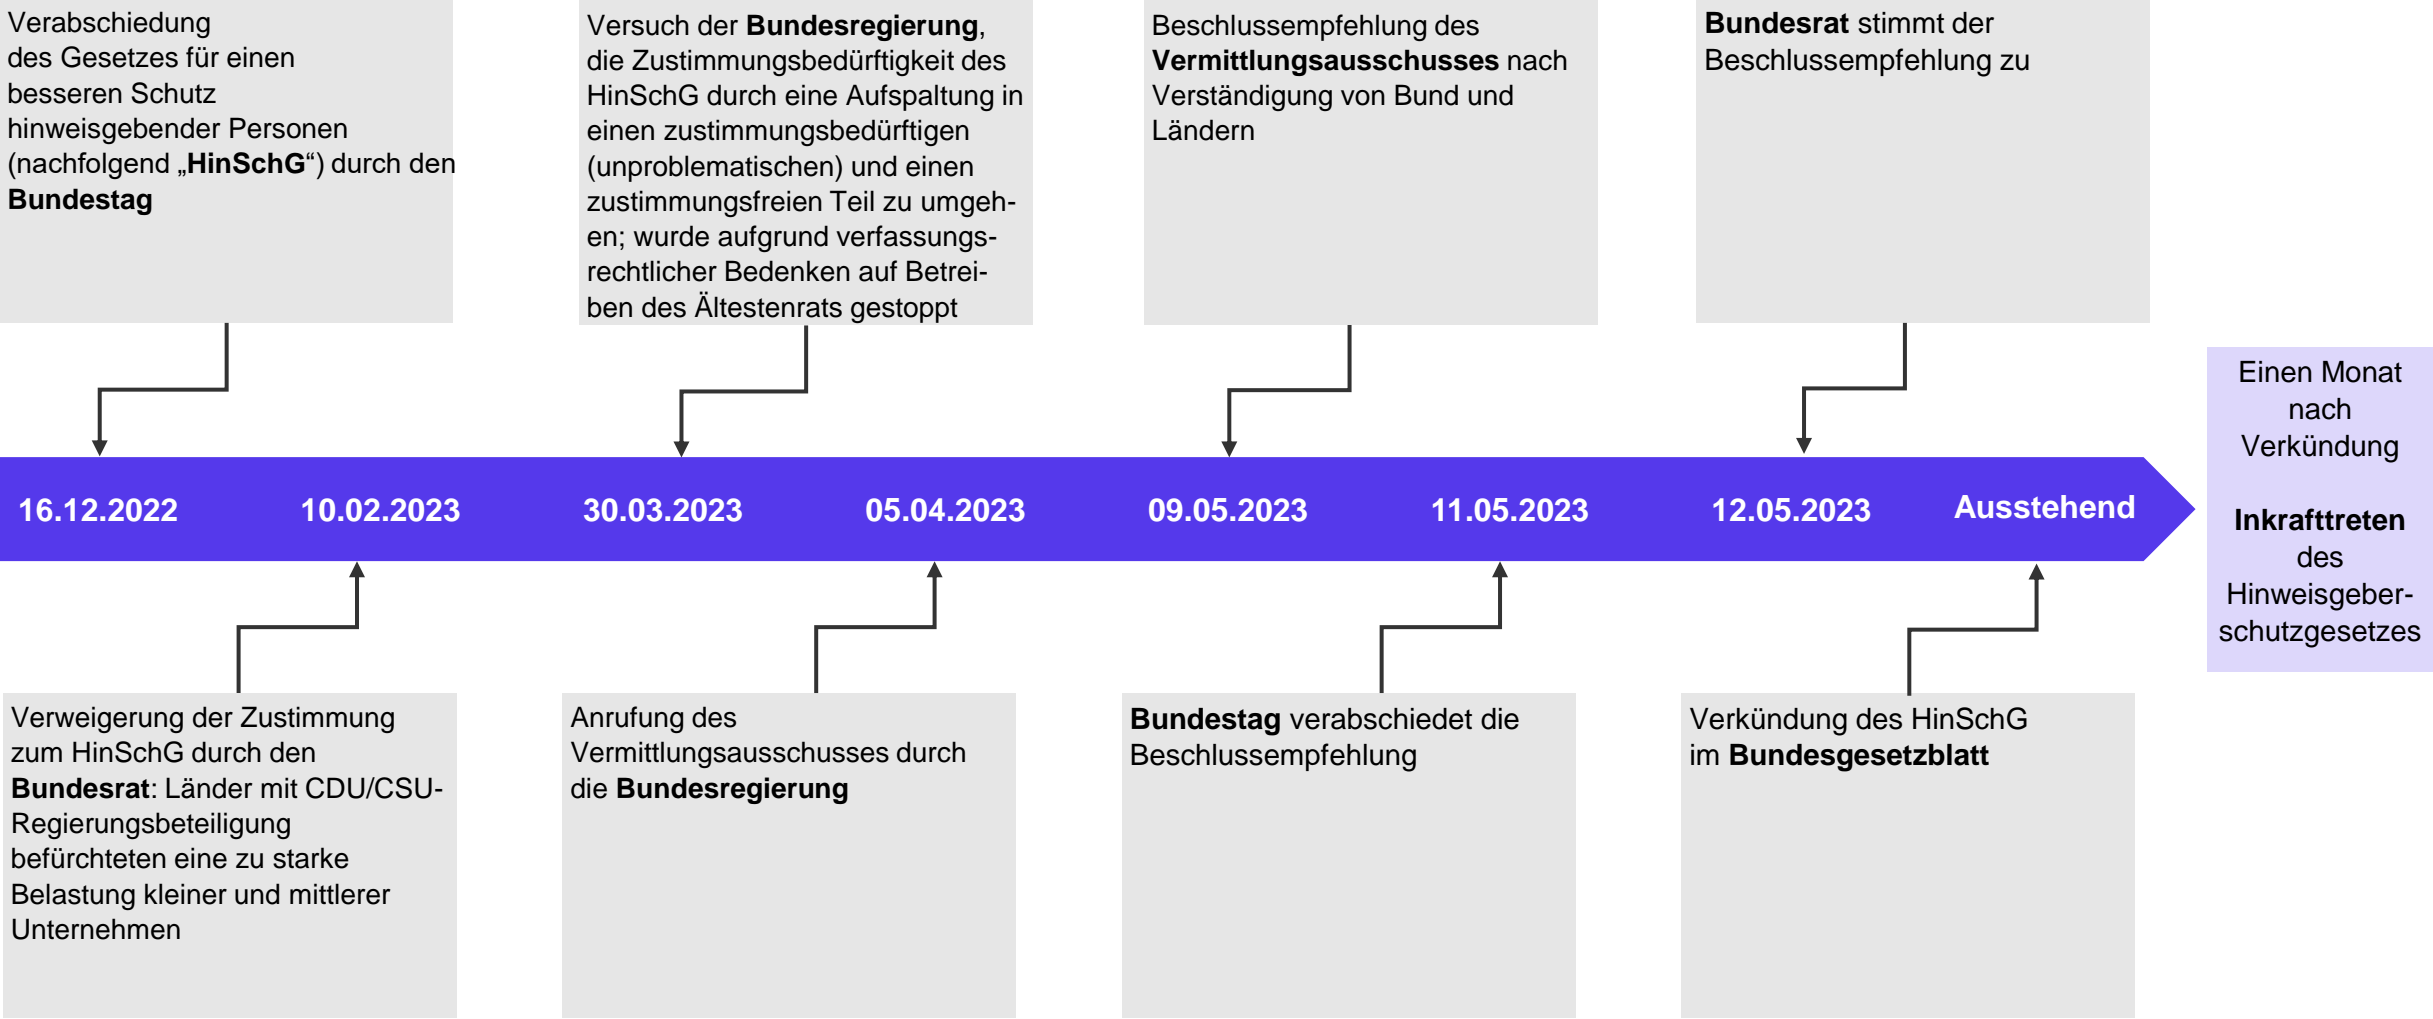 Verabschiedung
des Gesetzes für einen
besseren Schutz
hinweisgebender Personen
(nachfolgend „HinSchG“) durch den
Bundestag
Versuch der Bundesregierung,
die Zustimmungsbedürftigkeit des
HinSchG durch eine Aufspaltung in
einen zustimmungsbedürftigen
(unproblematischen) und einen
zustimmungsfreien Teil zu umgeh-
en; wurde aufgrund verfassungs-
rechtlicher Bedenken auf Betrei-
ben des Ältestenrats gestoppt
Beschlussempfehlung des
Vermittlungsausschusses nach
Verständigung von Bund und
Ländern
Bundesrat stimmt der
Beschlussempfehlung zu
16.12.2022
10.02.2023
30.03.2023
05.04.2023
09.05.2023
11.05.2023
12.05.2023
Ausstehend
Einen Monat
nach
Verkündung
Inkrafttreten
des
Hinweisgeber-
schutzgesetzes
Verweigerung der Zustimmung
zum HinSchG durch den
Bundesrat: Länder mit CDU/CSU-
Regierungsbeteiligung
befürchteten eine zu starke
Belastung kleiner und mittlerer
Unternehmen
Anrufung des
Vermittlungsausschusses durch
die Bundesregierung
Bundestag verabschiedet die
Beschlussempfehlung
Verkündung des HinSchG
im Bundesgesetzblatt